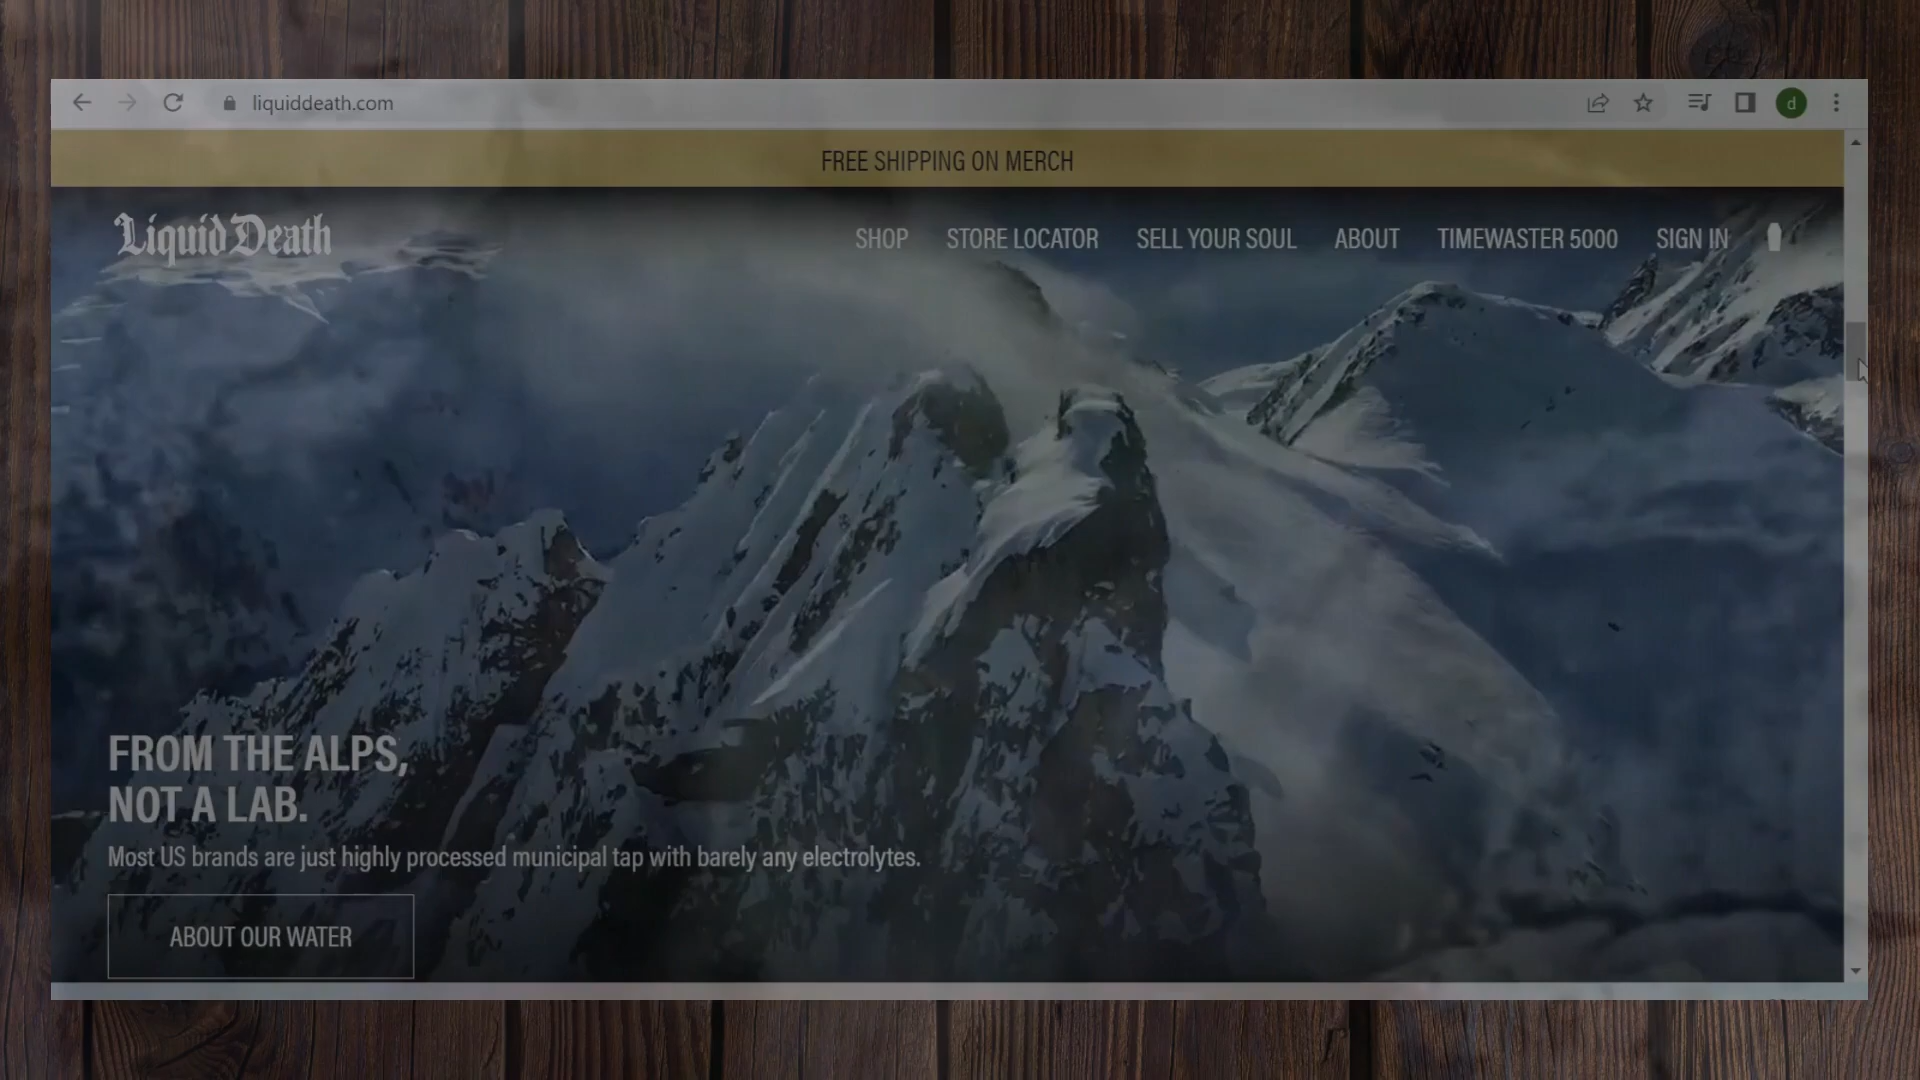 liquiddeath.com
d
FREE SHIPPING ON MERCH
Liquid Death
SHOP STORE LOCATOR SELL YOUR SOUL ABOUT TIMEWASTER 5000 SIGN IN
FROM THE ALPS,
NOT A LAB.
Most US brands are just highly processed municipal tap with barely any electrolytes.
ABOUT OUR WATER